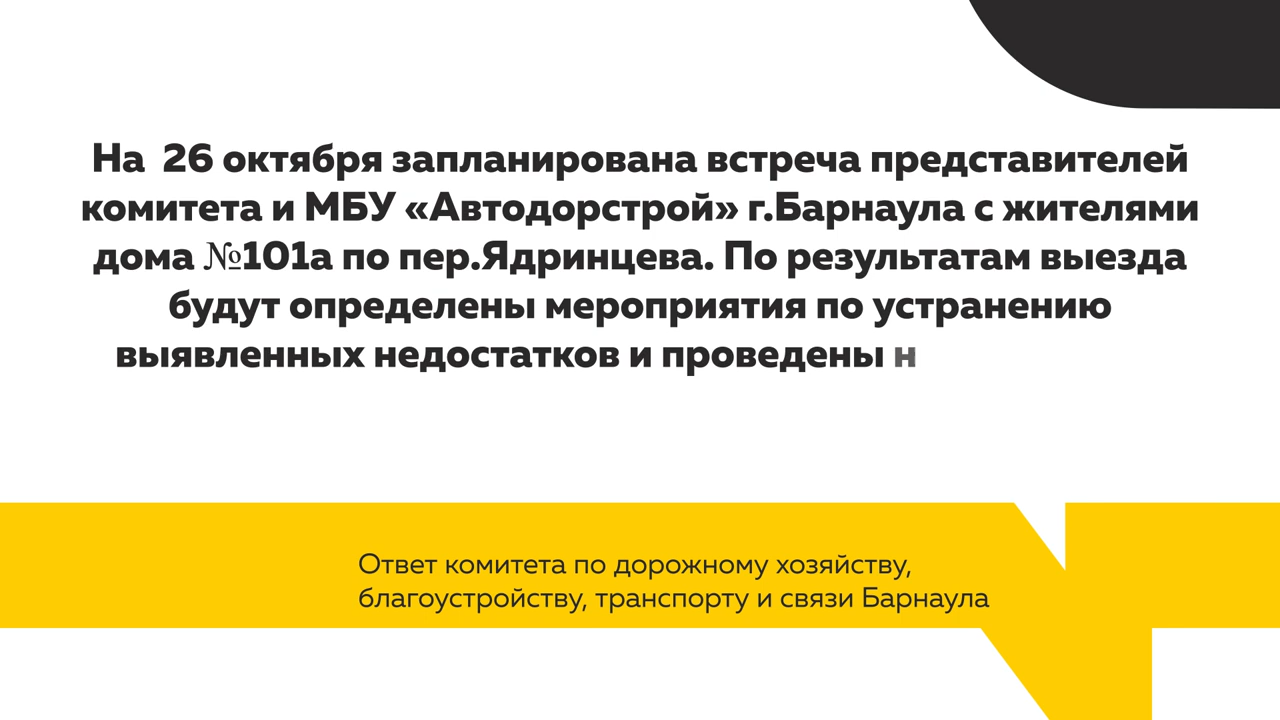 На 26 октября запланирована встреча представителей
комитета и МБУ «Автодорстрой» г.Барнаула с жителями
дома №101а по пер.Ядринцева. По результатам выезда
будут определены мероприятия по устранению
выявленных недостатков и проведены н
Ответ комитета по дорожному хозяйству,
благоустройству, транспорту и связи Барнаула